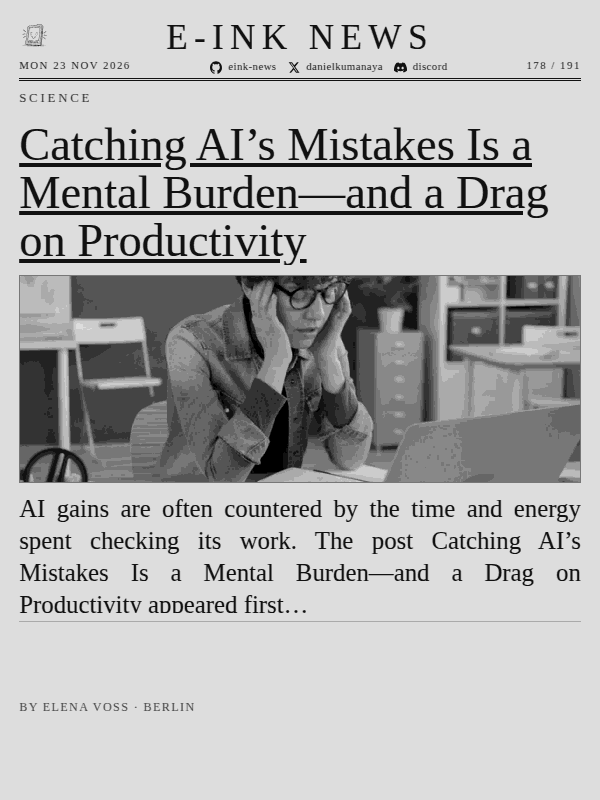 E-INK NEWS
MON 23 NOV 2026
eink-news
danielkumanaya
discord
178 / 191
SCIENCE
Catching AI’s Mistakes Is a
Mental Burden—and a Drag
on Productivity
AI gains are often countered by the time and energy
spent checking its work. The post Catching AI’s
Mistakes Is a Mental Burden—and a Drag on
Productivity appeared first…
BY ELENA VOSS · BERLIN